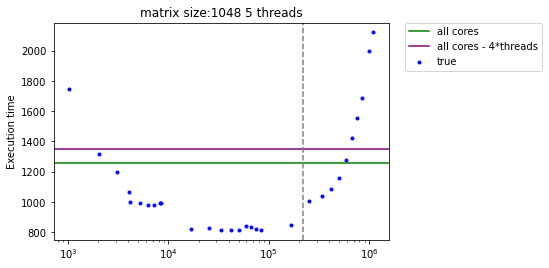 matrix size:1048 5 threads
all cores
all cores - 4*threads
true
Execution time
2000
1800
1600
1400
1200
1000
800
10³
10⁴
10⁵
10⁶